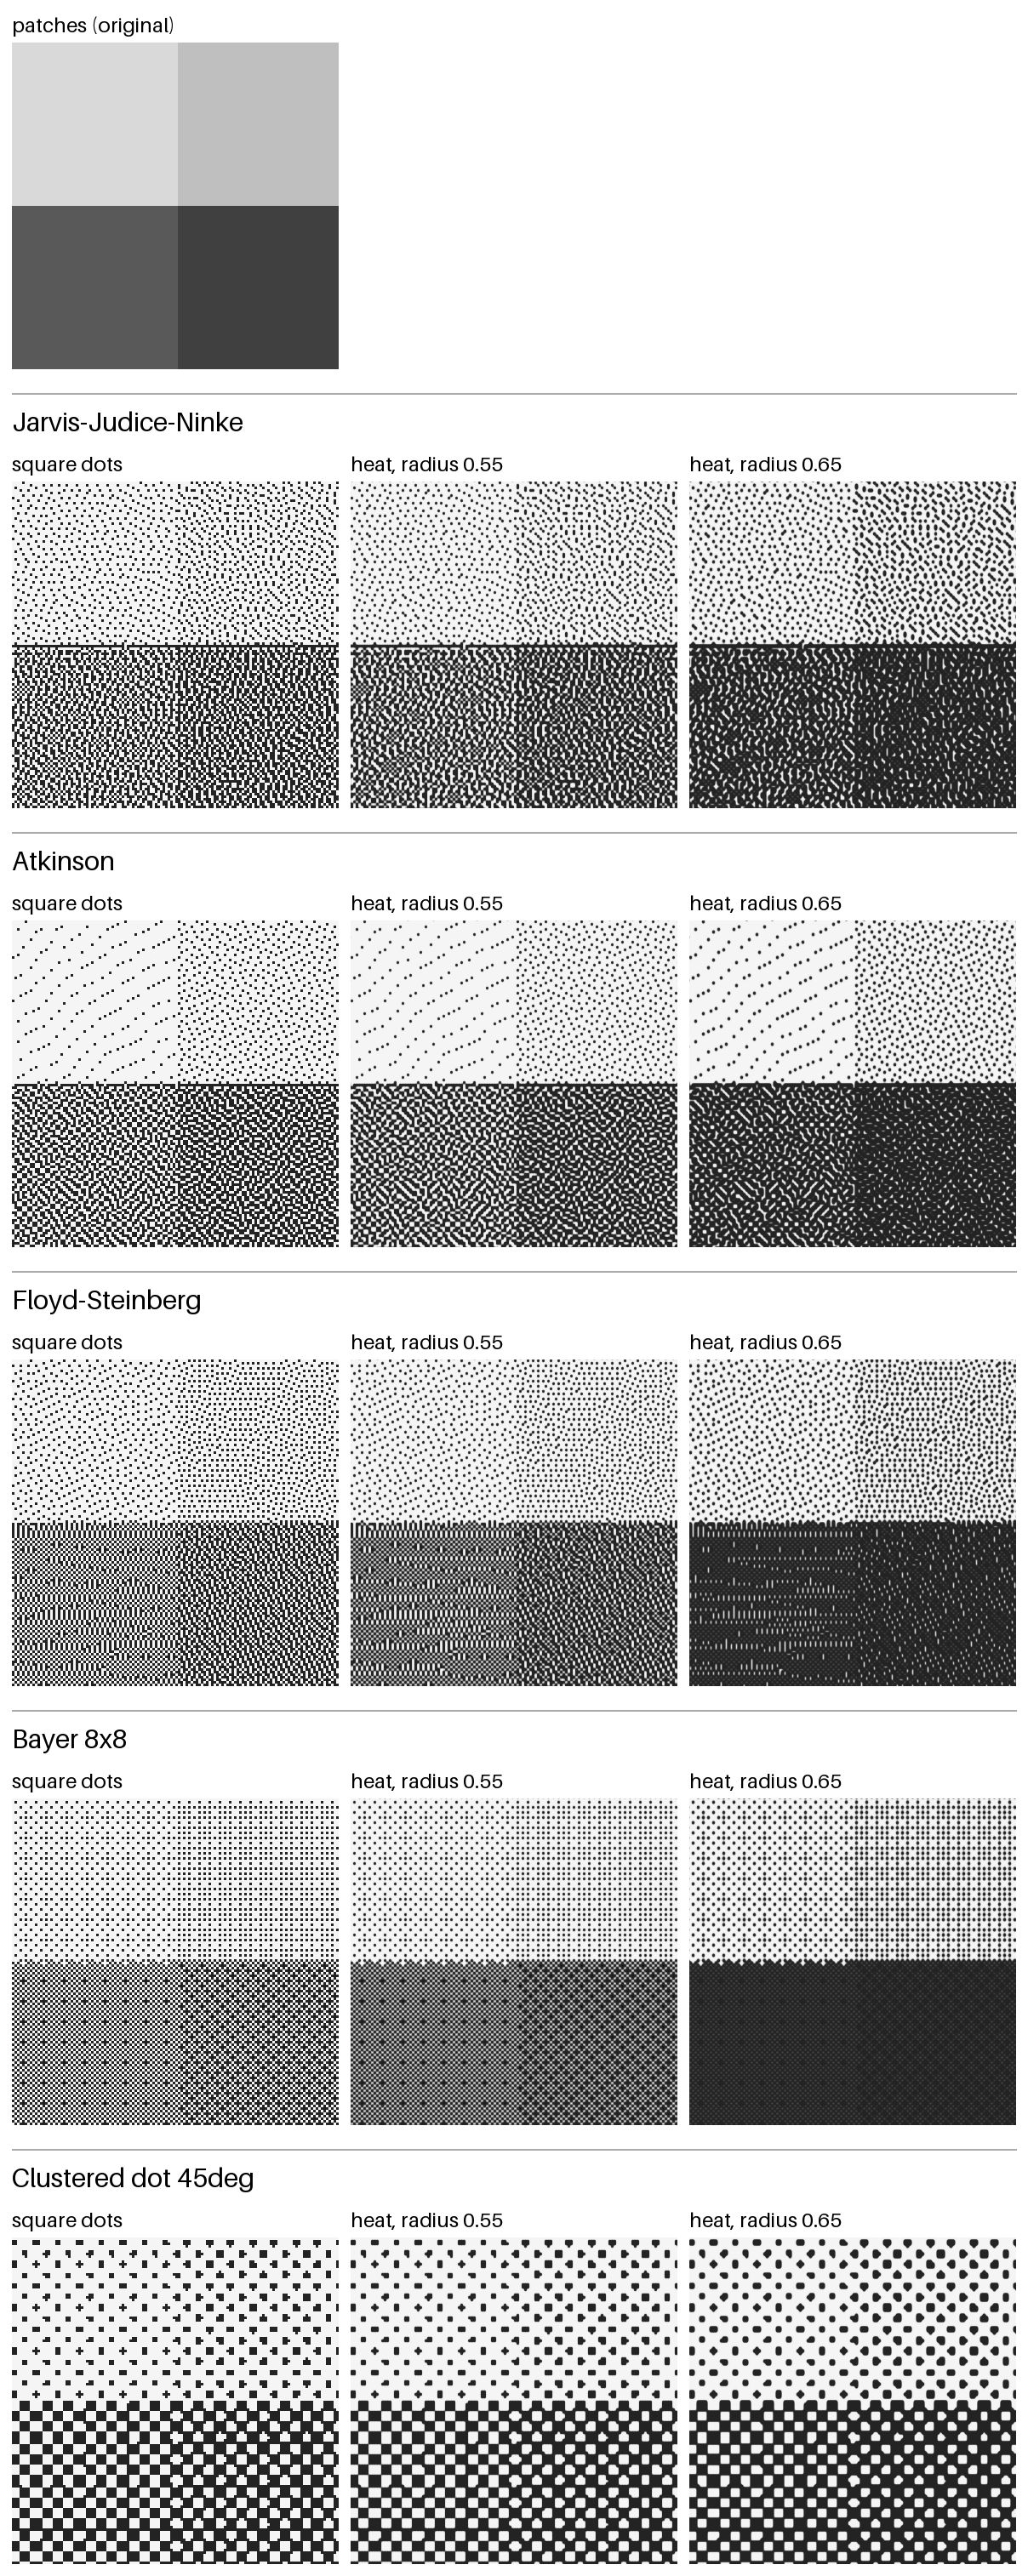 patches (original)
Jarvis-Judice-Ninke
square dots heat, radius 0.55 heat, radius 0.65
Atkinson
square dots heat, radius 0.55 heat, radius 0.65
Floyd-Steinberg
square dots heat, radius 0.55 heat, radius 0.65
Bayer 8x8
square dots heat, radius 0.55 heat, radius 0.65
Clustered dot 45deg
square dots heat, radius 0.55 heat, radius 0.65